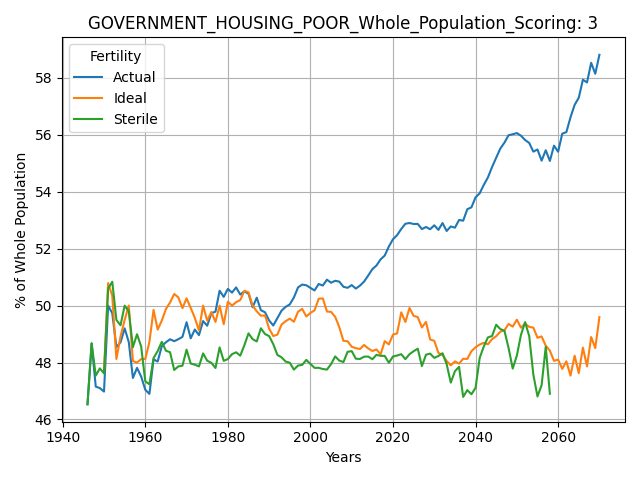 GOVERNMENT_HOUSING_POOR_Whole_Population_Scoring: 3
Fertility
Actual
Ideal
Sterile
% of Whole Population
58
56
54
52
50
48
46
1940
1960
1980
2000
2020
2040
2060
Years